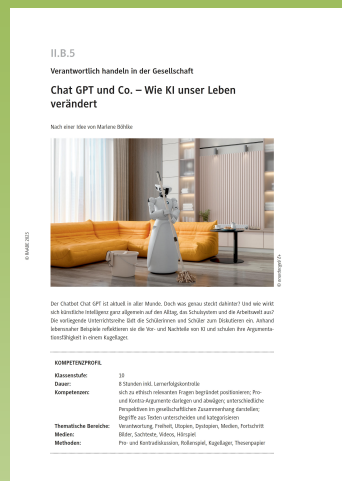 II.B.5
Verantwortlich handeln in der Gesellschaft
Chat GPT und Co. – Wie KI unser Leben
verändert
Nach einer Idee von Marlene Böhlke
© RAABE 2023
Der Chatbot Chat GPT ist aktuell in aller Munde. Doch was genau steckt dahinter? Und wie wirkt
sich künstliche Intelligenz ganz allgemein auf den Alltag, das Schulsystem und die Arbeitswelt aus?
Die vorliegende Unterrichtsreihe lädt die Schülerinnen und Schüler zum Diskutieren ein. Anhand
lebensnaher Beispiele reflektieren sie die Vor- und Nachteile von KI und schulen ihre Argumenta-
tionsfähigkeit in einem Kugellager.
KOMPETENZPROFIL
Klassenstufe: 10
Dauer: 8 Stunden inkl. Lernerfolgskontrolle
Kompetenzen: sich zu ethisch relevanten Fragen begründet positionieren; Pro-
und Kontra-Argumente darlegen und abwägen; unterschiedliche
Perspektiven im gesellschaftlichen Zusammenhang darstellen;
Begriffe aus Texten unterscheiden und kategorisieren
Thematische Bereiche: Verantwortung, Freiheit, Utopien, Dystopien, Medien, Fortschritt
Medien: Bilder, Sachtexte, Videos, Hörspiel
Methoden: Pro- und Kontradiskussion, Rollenspiel, Kugellager, Thesenpapier